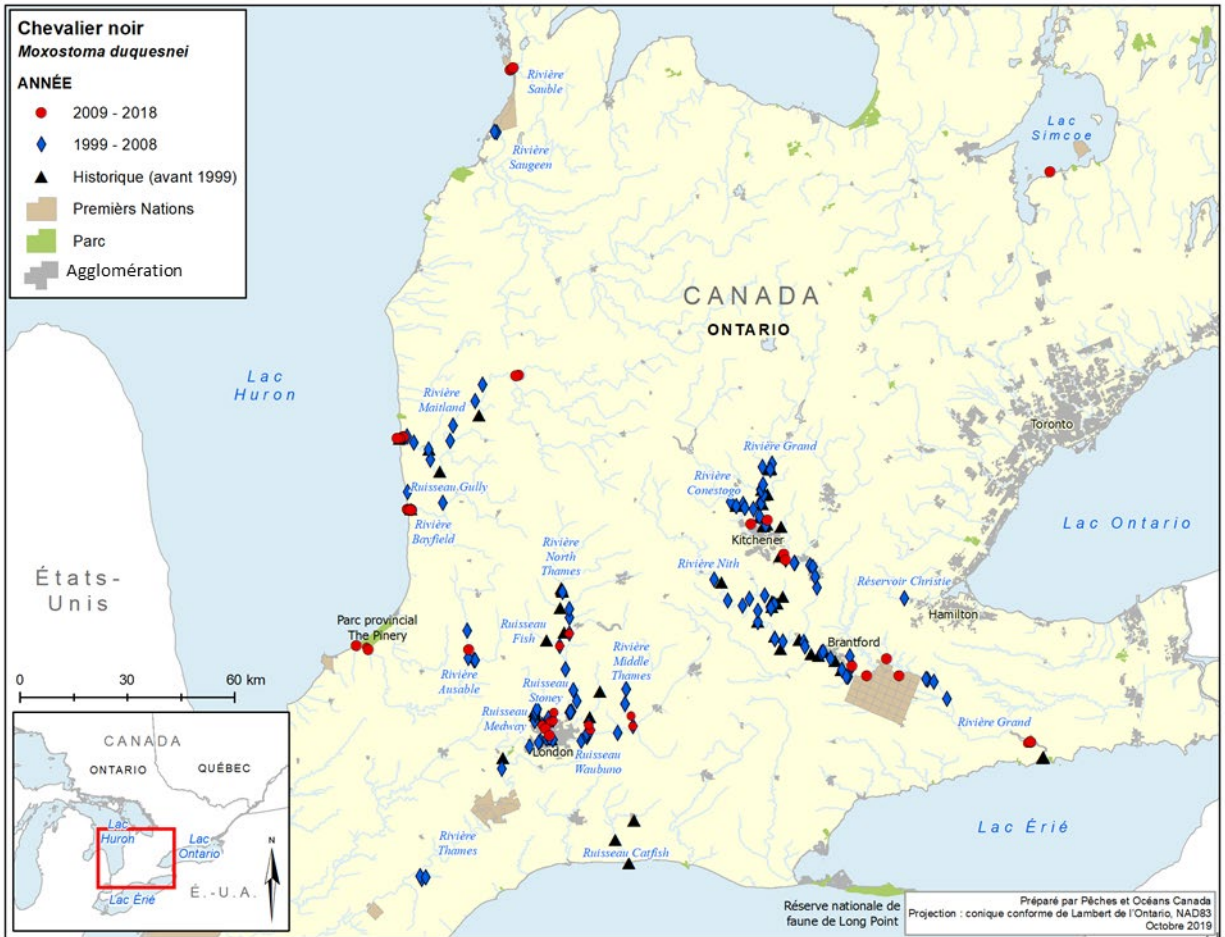 Chevalier noir
Moxostoma duquesnei
ANNÉE
2009 - 2018
1999 - 2008
Historique (avant 1999)
Premièrs Nations
Parc
Agglomération
Rivière
Sauble
Rivière
Saugeen
Lac
Simcoe
CANADA
ONTARIO
Lac
Huron
Toronto
Rivière
Maitland
Rivière Grand
Rivière
Conestogo
Ruisseau Gully
Rivière
Bayfield
Kitchener
Lac Ontario
Rivière
North
Thames
Rivière Nith
Réservoir Christie
États-
Unis
Hamilton
Parc provincial
The Pinery
Ruisseau
Fish
Brantford
Rivière
Middle
Thames
0 30 60 km
Rivière
Ausable
Ruisseau
Stoney
Ruisseau
Medway
Rivière Grand
London
Ruisseau
Waubuno
Rivière
Thames
Ruisseau Catfish
Lac Érié
CANADA
ONTARIO
QUÉBEC
Lac
Huron
Lac
Ontario
N
É.-U.A.
Lac Érié
Réserve nationale de
faune de Long Point
Préparé par Pêches et Océans Canada
Projection : conique conforme de Lambert de l'Ontario, NAD83
Octobre 2019